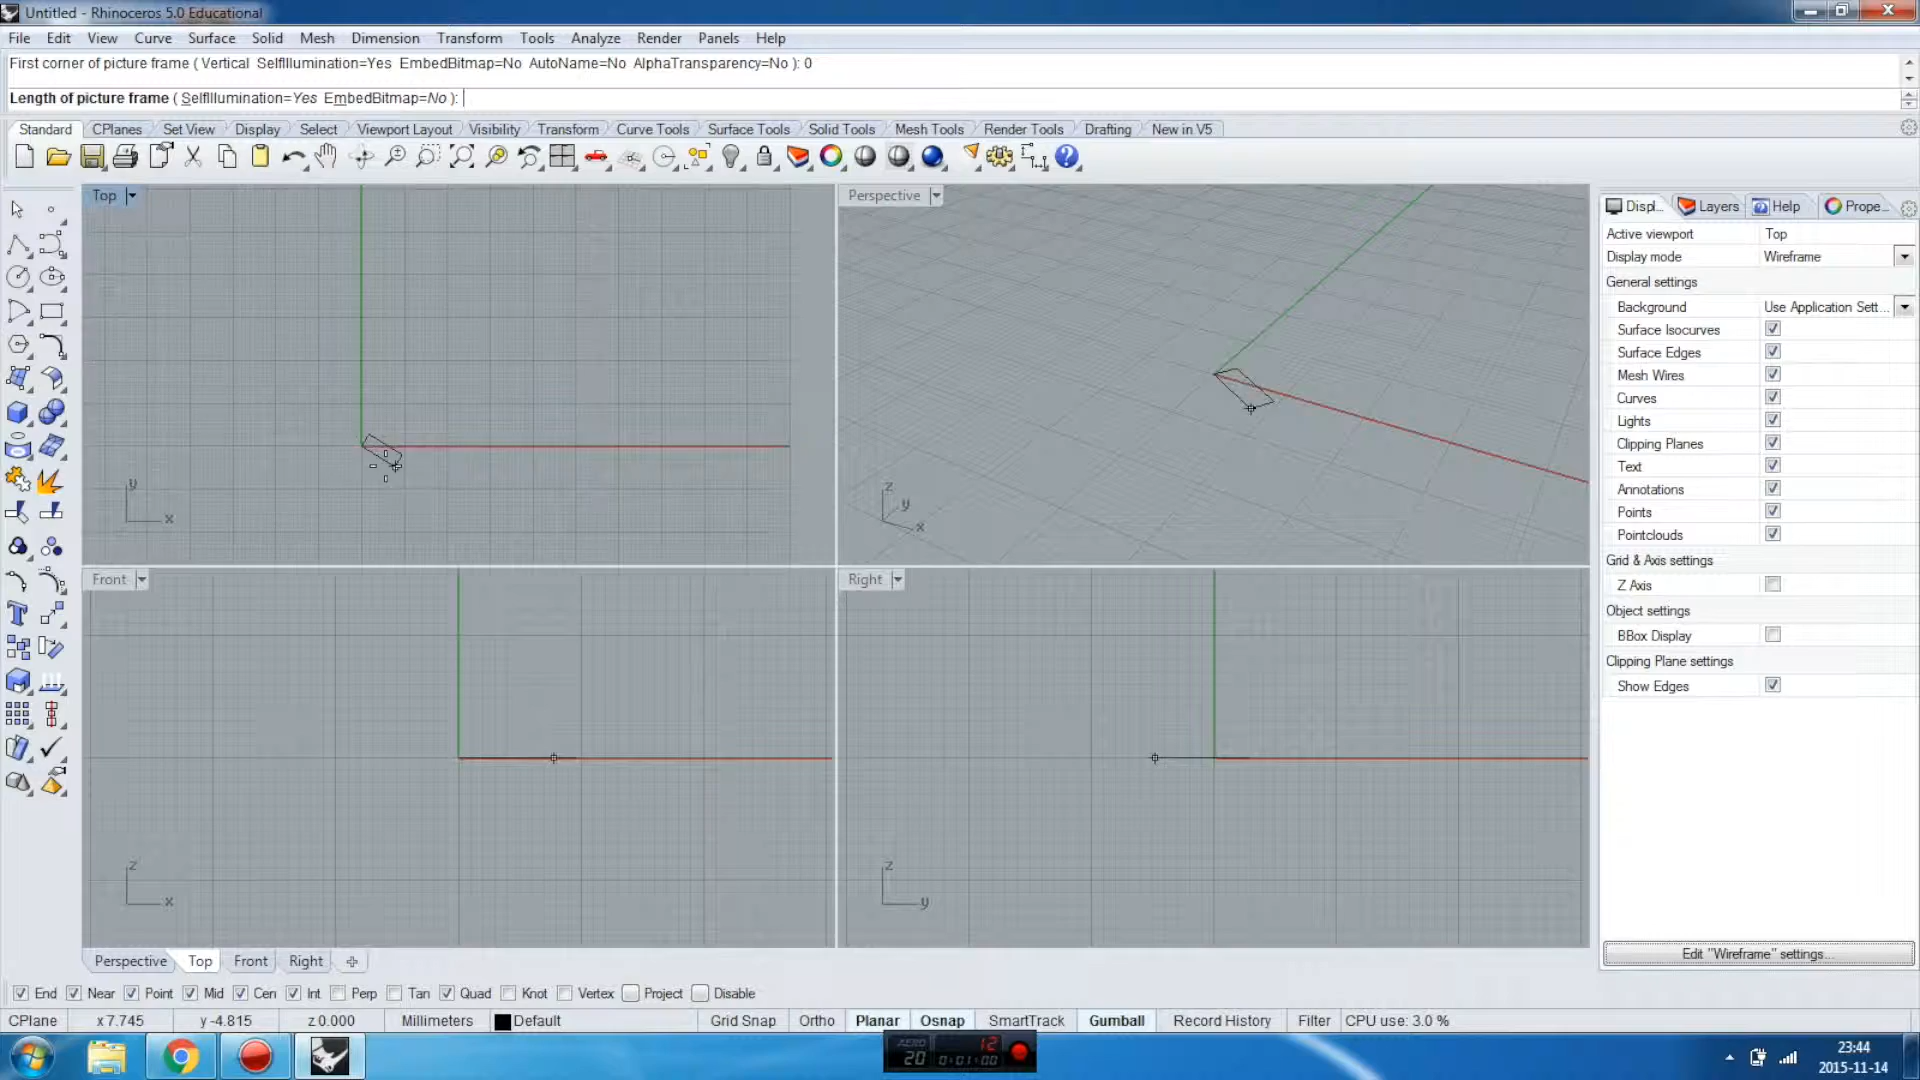 Untitled - Rhinoceros 5.0 Educational
File Edit View Curve Surface Solid Mesh Dimension Transform Tools Analyze Render Panels Help
First corner of picture frame ( Vertical SelfIllumination=Yes EmbedBitmap=No AutoName=No AlphaTransparency=No ): 0
Length of picture frame ( SelfIllumination=Yes EmbedBitmap=No ):
Standard CPlanes Set View Display Select Viewport Layout Visibility Transform Curve Tools Surface Tools Solid Tools Mesh Tools Render Tools Drafting New in V5
Top
Perspective
Displ... Layers Help Prope...
Active viewport Top
Display mode Wireframe
General settings
Background Use Application Sett...
Surface Isocurves
Surface Edges
Mesh Wires
Curves
Lights
Clipping Planes
Text
Annotations
Points
Pointclouds
Grid & Axis settings
Z Axis
Object settings
BBox Display
Clipping Plane settings
Show Edges
Edit "Wireframe" settings...
y
x
z
y
x
Front
Right
z
x
z
y
Perspective Top Front Right
End Near Point Mid Cen Int Perp Tan Quad Knot Vertex Project Disable
CPlane x 7.745 y -4.815 z 0.000 Millimeters Default Grid Snap Ortho Planar Osnap SmartTrack Gumball Record History Filter CPU use: 3.0 %
AERO 12
20 0:01:00
23:44
2015-11-14